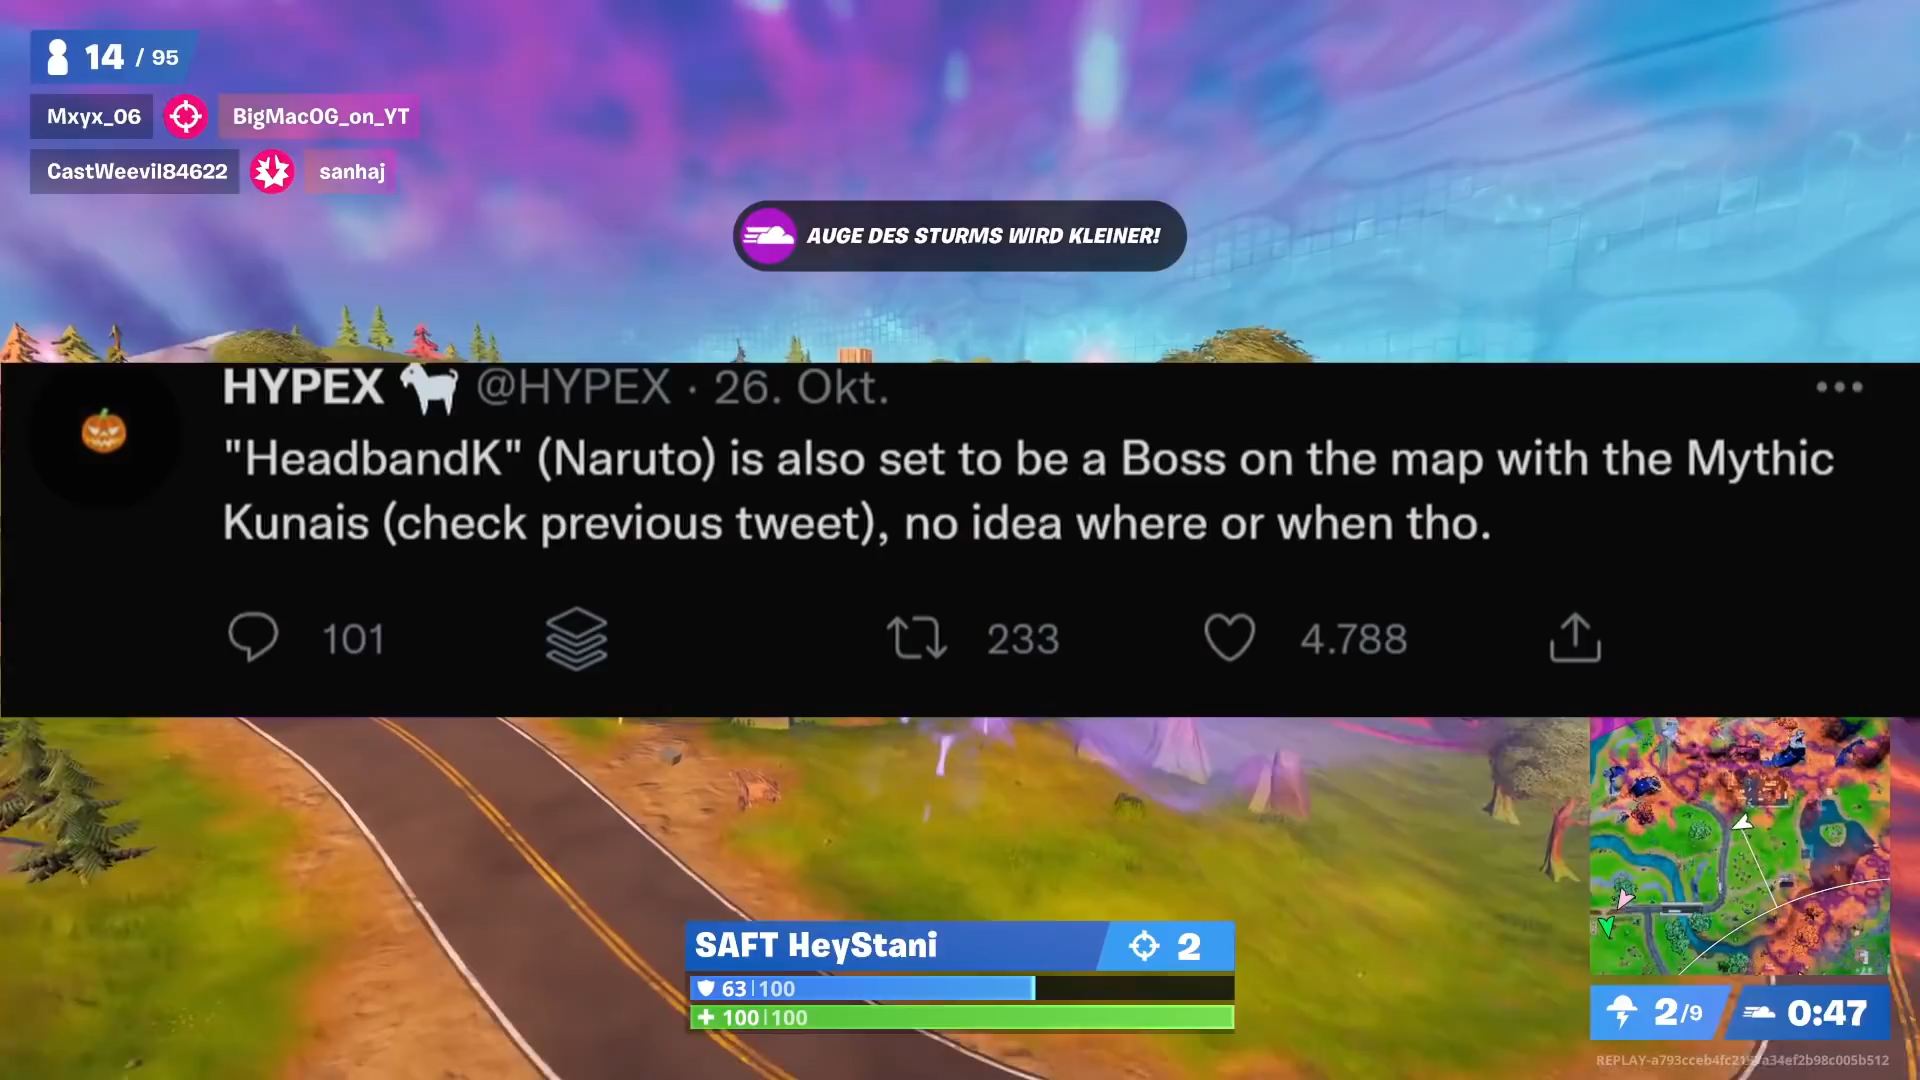 14 / 95
Mxyx_06 BigMacOG_on_YT
CastWeevil84622 sanhaj
AUGE DES STURMS WIRD KLEINER!
HYPEX @HYPEX · 26. Okt.
"HeadbandK" (Naruto) is also set to be a Boss on the map with the Mythic
Kunais (check previous tweet), no idea where or when tho.
101 233 4.788
SAFT HeyStani 2
63|100
100|100
2/9 0:47